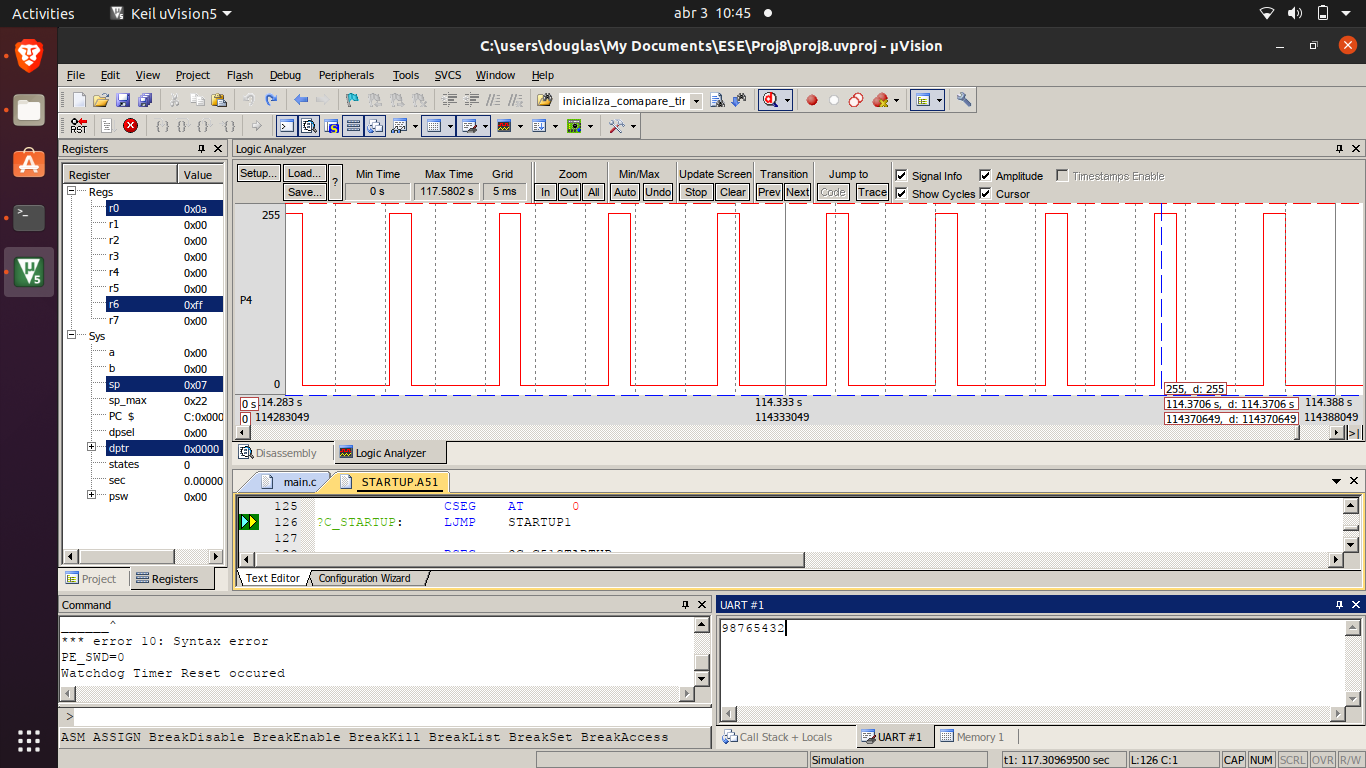 Activities Keil uVision5 abr 3 10:45
C:\users\douglas\My Documents\ESE\Proj8\proj8.uvproj - µVision
File Edit View Project Flash Debug Peripherals Tools SVCS Window Help
inicializa_comapare_tir
RST
Registers
Register Value
Regs
r0 0x0a
r1 0x00
r2 0x00
r3 0x00
r4 0x00
r5 0x00
r6 0xff
r7 0x00
Sys
a 0x00
b 0x00
sp 0x07
sp_max 0x22
PC $ C:0x000
dpsel 0x00
dptr 0x0000
states 0
sec 0.00000
psw 0x00
Project Registers
Logic Analyzer
Setup... Load... Min Time Max Time Grid Zoom Min/Max Update Screen Transition Jump to Signal Info Amplitude Timestamps Enable
Save... ? 0 s 117.5802 s 5 ms In Out All Auto Undo Stop Clear Prev Next Code Trace Show Cycles Cursor
255
P4
0
255, d: 255
0 s 14.283 s 114.333 s 114.3706 s, d: 114.3706 s 114.388 s
0 114283049 114333049 114370649, d: 114370649 114388049
Disassembly Logic Analyzer
main.c STARTUP.A51
125 CSEG AT 0
126 ?C_STARTUP: LJMP STARTUP1
127
Text Editor Configuration Wizard
Command
______^
*** error 10: Syntax error
PE_SWD=0
Watchdog Timer Reset occured
>
ASM ASSIGN BreakDisable BreakEnable BreakKill BreakList BreakSet BreakAccess
UART #1
98765432
Call Stack + Locals UART #1 Memory 1
Simulation t1: 117.30969500 sec L:126 C:1 CAP NUM SCRL OVR R/W